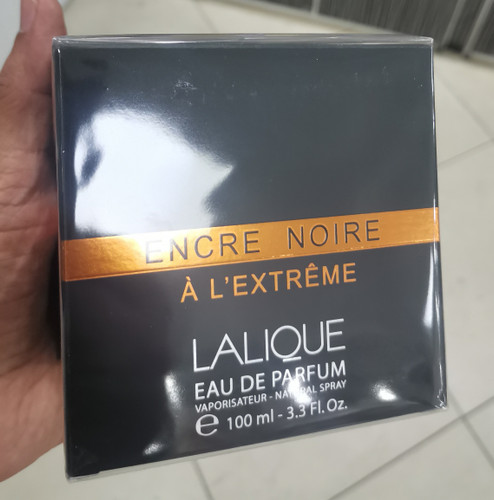 ENCRE NOIRE
À L'EXTRÊME
LALIQUE
EAU DE PARFUM
VAPORISATEUR - NATURAL SPRAY
e 100 ml - 3.3 Fl. Oz.